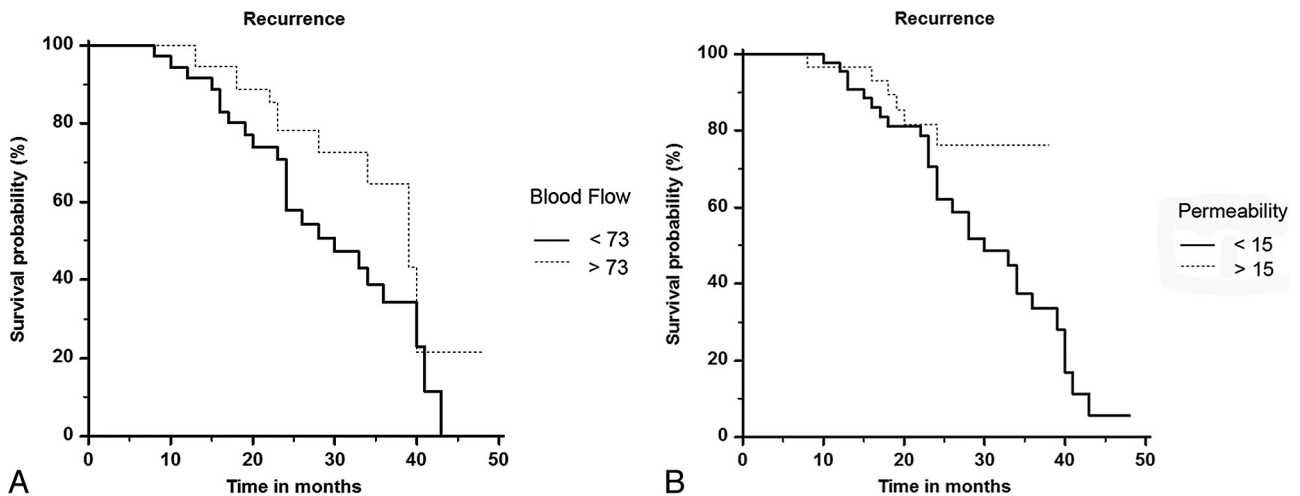 Recurrence
Survival probability (%)
100
80
60
40
20
0
0 10 20 30 40 50
Time in months
Blood Flow
< 73
> 73
A
Recurrence
Survival probability (%)
100
80
60
40
20
0
0 10 20 30 40 50
Time in months
Permeability
< 15
> 15
B